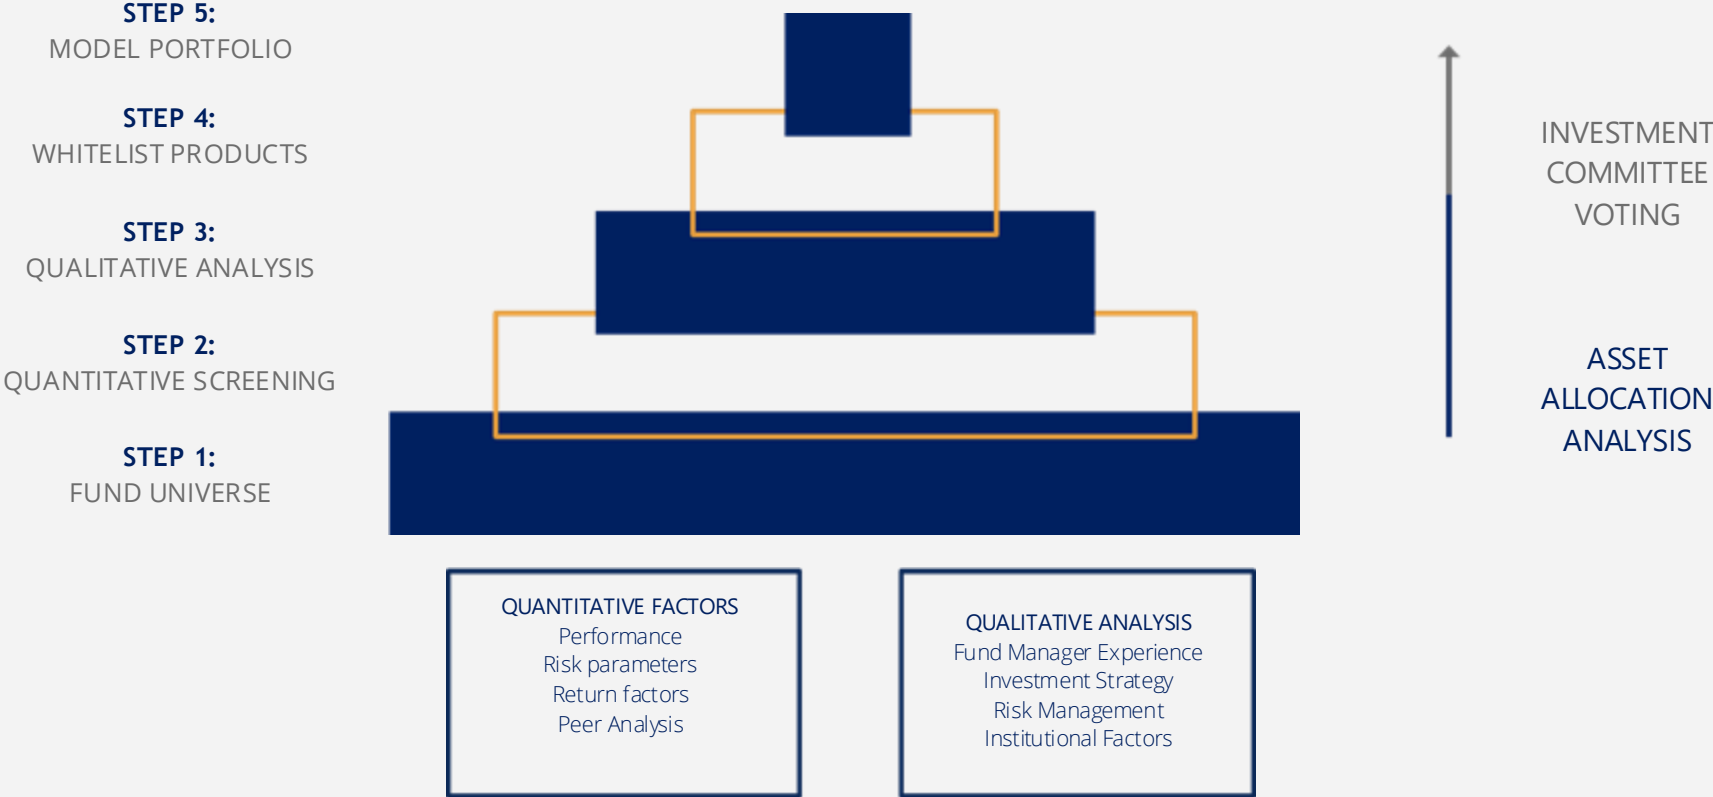 STEP 5:
MODEL PORTFOLIO
STEP 4:
WHITELIST PRODUCTS
STEP 3:
QUALITATIVE ANALYSIS
STEP 2:
QUANTITATIVE SCREENING
STEP 1:
FUND UNIVERSE
INVESTMENT
COMMITTEE
VOTING
ASSET
ALLOCATION
ANALYSIS
QUANTITATIVE FACTORS
Performance
Risk parameters
Return factors
Peer Analysis
QUALITATIVE ANALYSIS
Fund Manager Experience
Investment Strategy
Risk Management
Institutional Factors